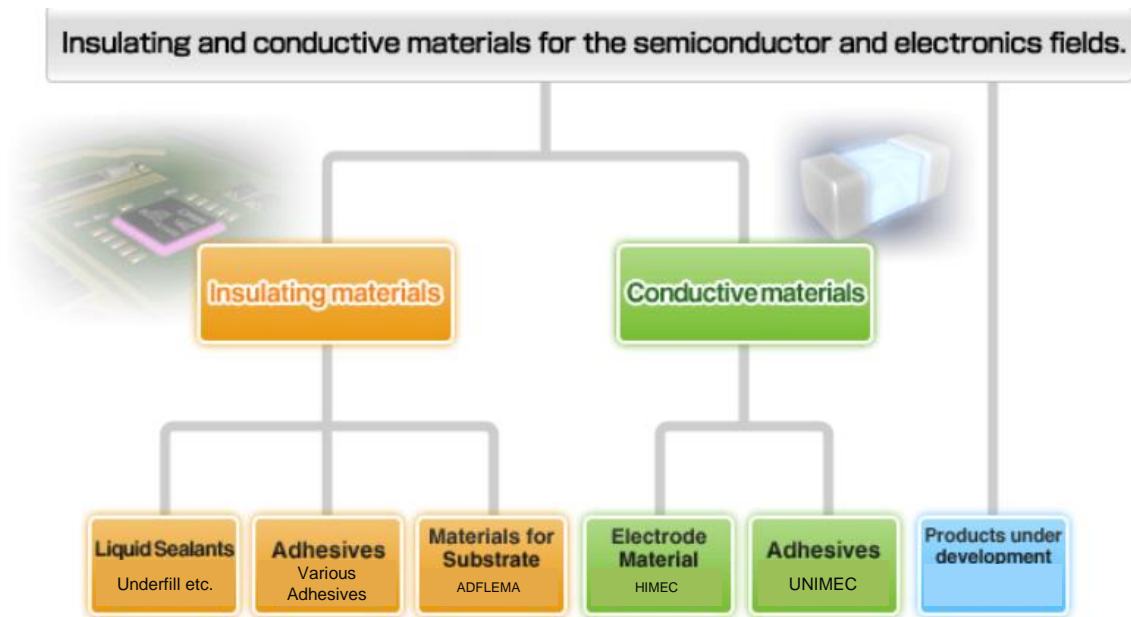 Insulating and conductive materials for the semiconductor and electronics fields.
Insulating materials
Conductive materials
Liquid Sealants
Underfill etc.
Adhesives
Various
Adhesives
Materials for
Substrate
ADFLEMA
Electrode
Material
HIMEC
Adhesives
UNIMEC
Products under
development